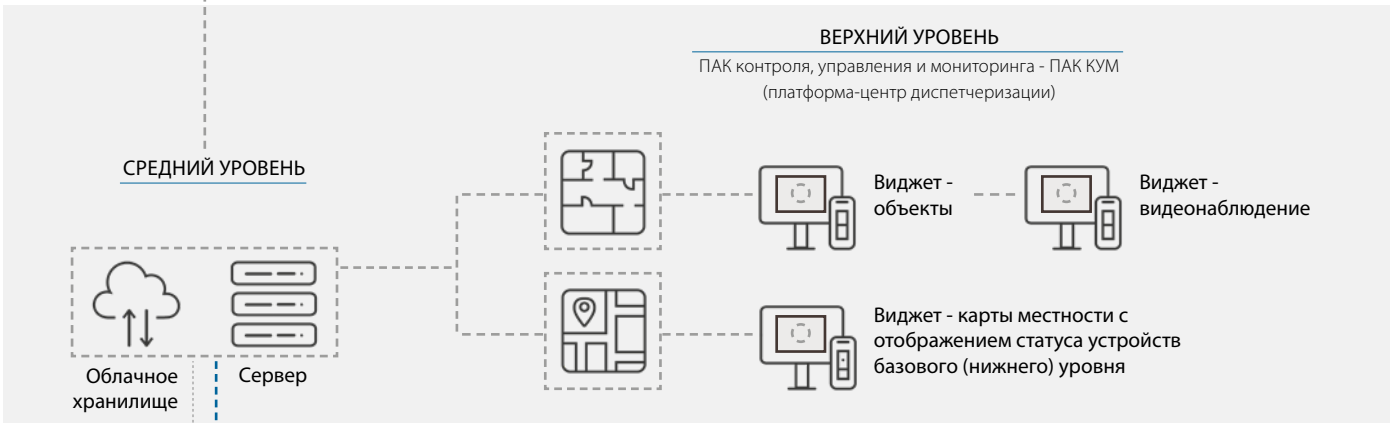 ВЕРХНИЙ УРОВЕНЬ
ПАК контроля, управления и мониторинга - ПАК КУМ
(платформа-центр диспетчеризации)
СРЕДНИЙ УРОВЕНЬ
Виджет -
объекты
Виджет -
видеонаблюдение
Облачное
хранилище
Сервер
Виджет - карты местности с
отображением статуса устройств
базового (нижнего) уровня